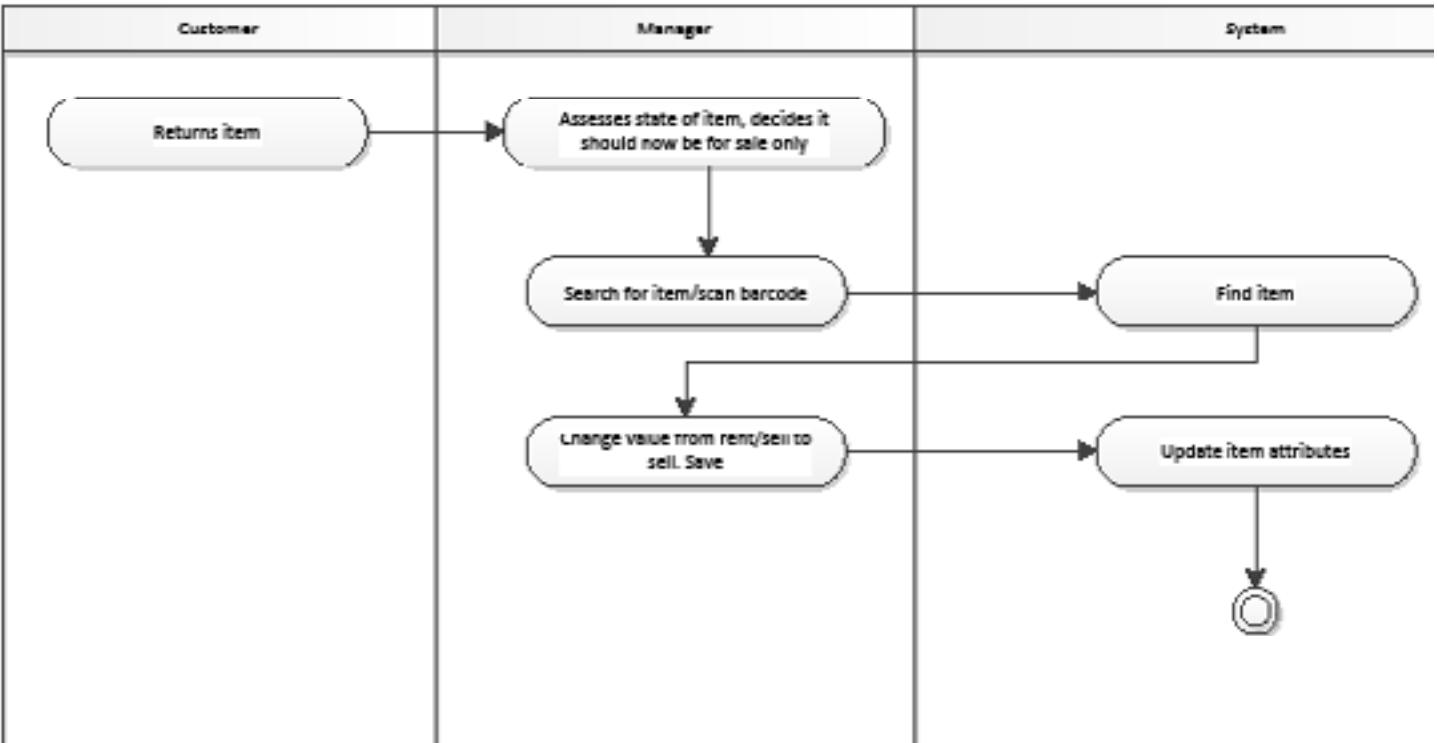 Customer
Manager
System
Returns item
Assesses state of item, decides it
should now be for sale only
Search for item/scan barcode
Find item
Change value from rent/sell to
sell. Save
Update item attributes